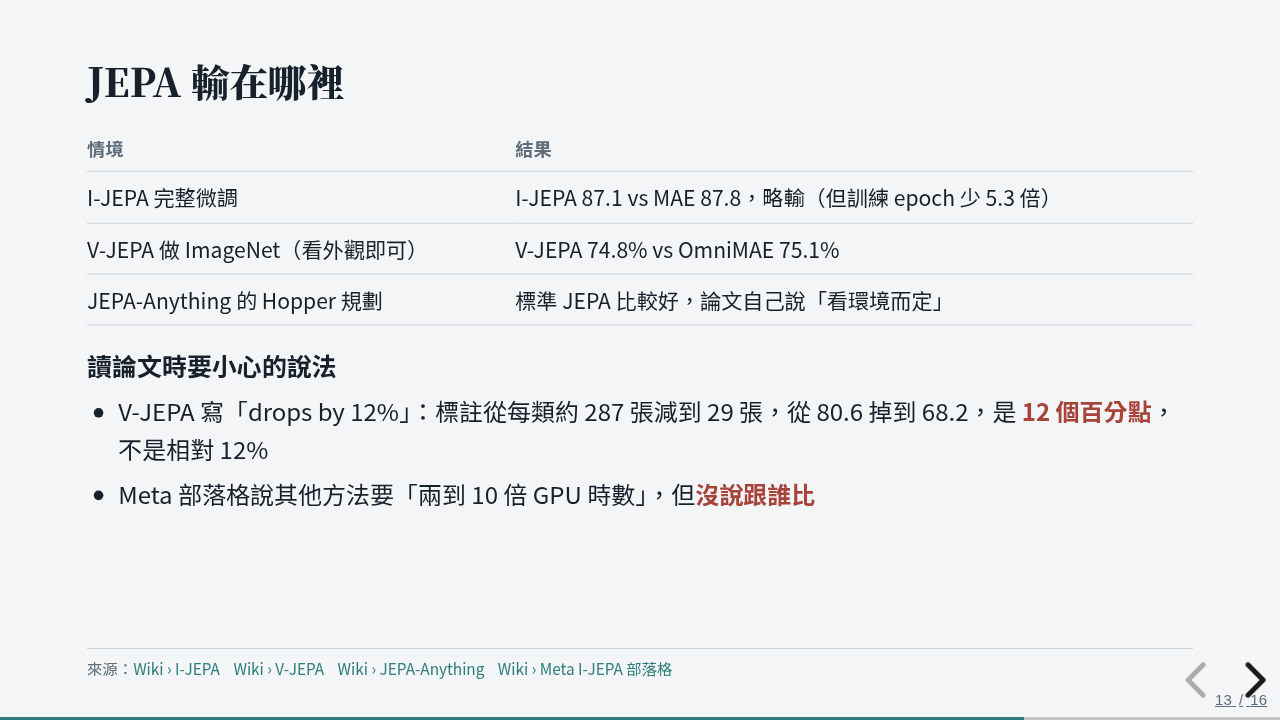 JEPA 輸在哪裡
情境 結果
I-JEPA 完整微調 I-JEPA 87.1 vs MAE 87.8，略輸（但訓練 epoch 少 5.3 倍）
V-JEPA 做 ImageNet（看外觀即可） V-JEPA 74.8% vs OmniMAE 75.1%
JEPA-Anything 的 Hopper 規劃 標準 JEPA 比較好，論文自己說「看環境而定」
讀論文時要小心的說法
• V-JEPA 寫「drops by 12%」：標註從每類約 287 張減到 29 張，從 80.6 掉到 68.2，是 12 個百分點，
不是相對 12%
• Meta 部落格說其他方法要「兩到 10 倍 GPU 時數」，但沒說跟誰比
來源：Wiki › I-JEPA Wiki › V-JEPA Wiki › JEPA-Anything Wiki › Meta I-JEPA 部落格
13 / 16